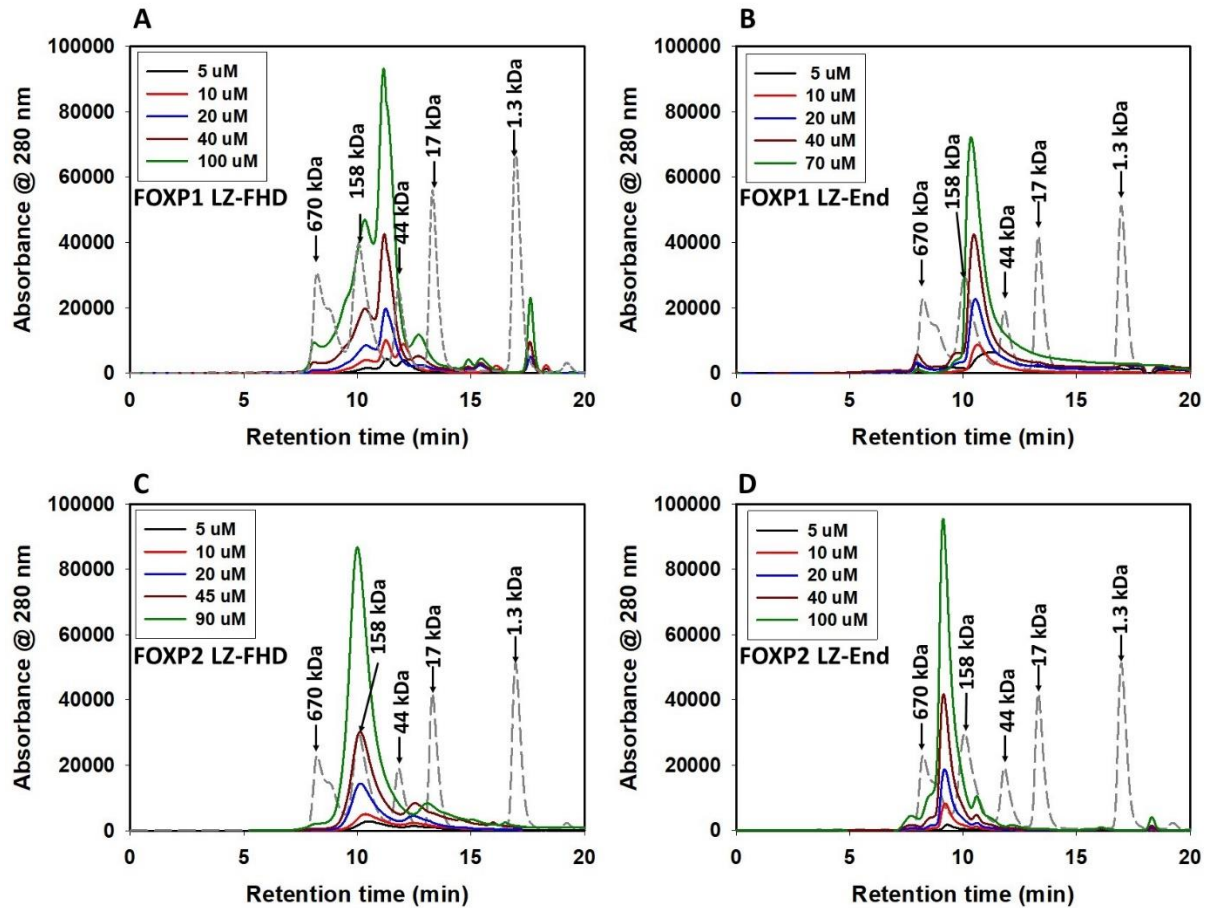 A
100000
80000
60000
40000
20000
0
Absorbance @ 280 nm
5 uM
10 uM
20 uM
40 uM
100 uM
FOXP1 LZ-FHD
670 kDa
158 kDa
44 kDa
17 kDa
1.3 kDa
0
5
10
15
20
Retention time (min)
B
100000
80000
60000
40000
20000
0
Absorbance @ 280 nm
5 uM
10 uM
20 uM
40 uM
70 uM
FOXP1 LZ-End
670 kDa
158 kDa
44 kDa
17 kDa
1.3 kDa
0
5
10
15
20
Retention time (min)
C
100000
80000
60000
40000
20000
0
Absorbance @ 280 nm
5 uM
10 uM
20 uM
45 uM
90 uM
FOXP2 LZ-FHD
670 kDa
158 kDa
44 kDa
17 kDa
1.3 kDa
0
5
10
15
20
Retention time (min)
D
100000
80000
60000
40000
20000
0
Absorbance @ 280 nm
5 uM
10 uM
20 uM
40 uM
100 uM
FOXP2 LZ-End
670 kDa
158 kDa
44 kDa
17 kDa
1.3 kDa
0
5
10
15
20
Retention time (min)